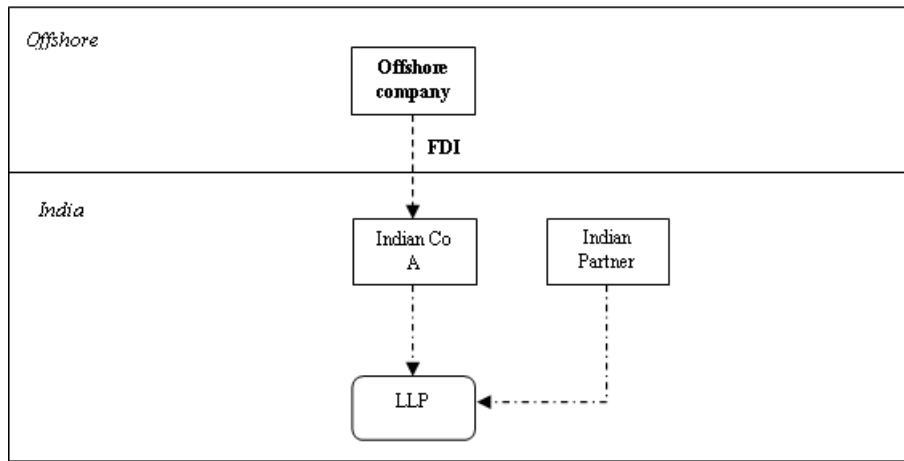 Offshore
Offshore
company
FDI
India
Indian Co
A
Indian
Partner
LLP